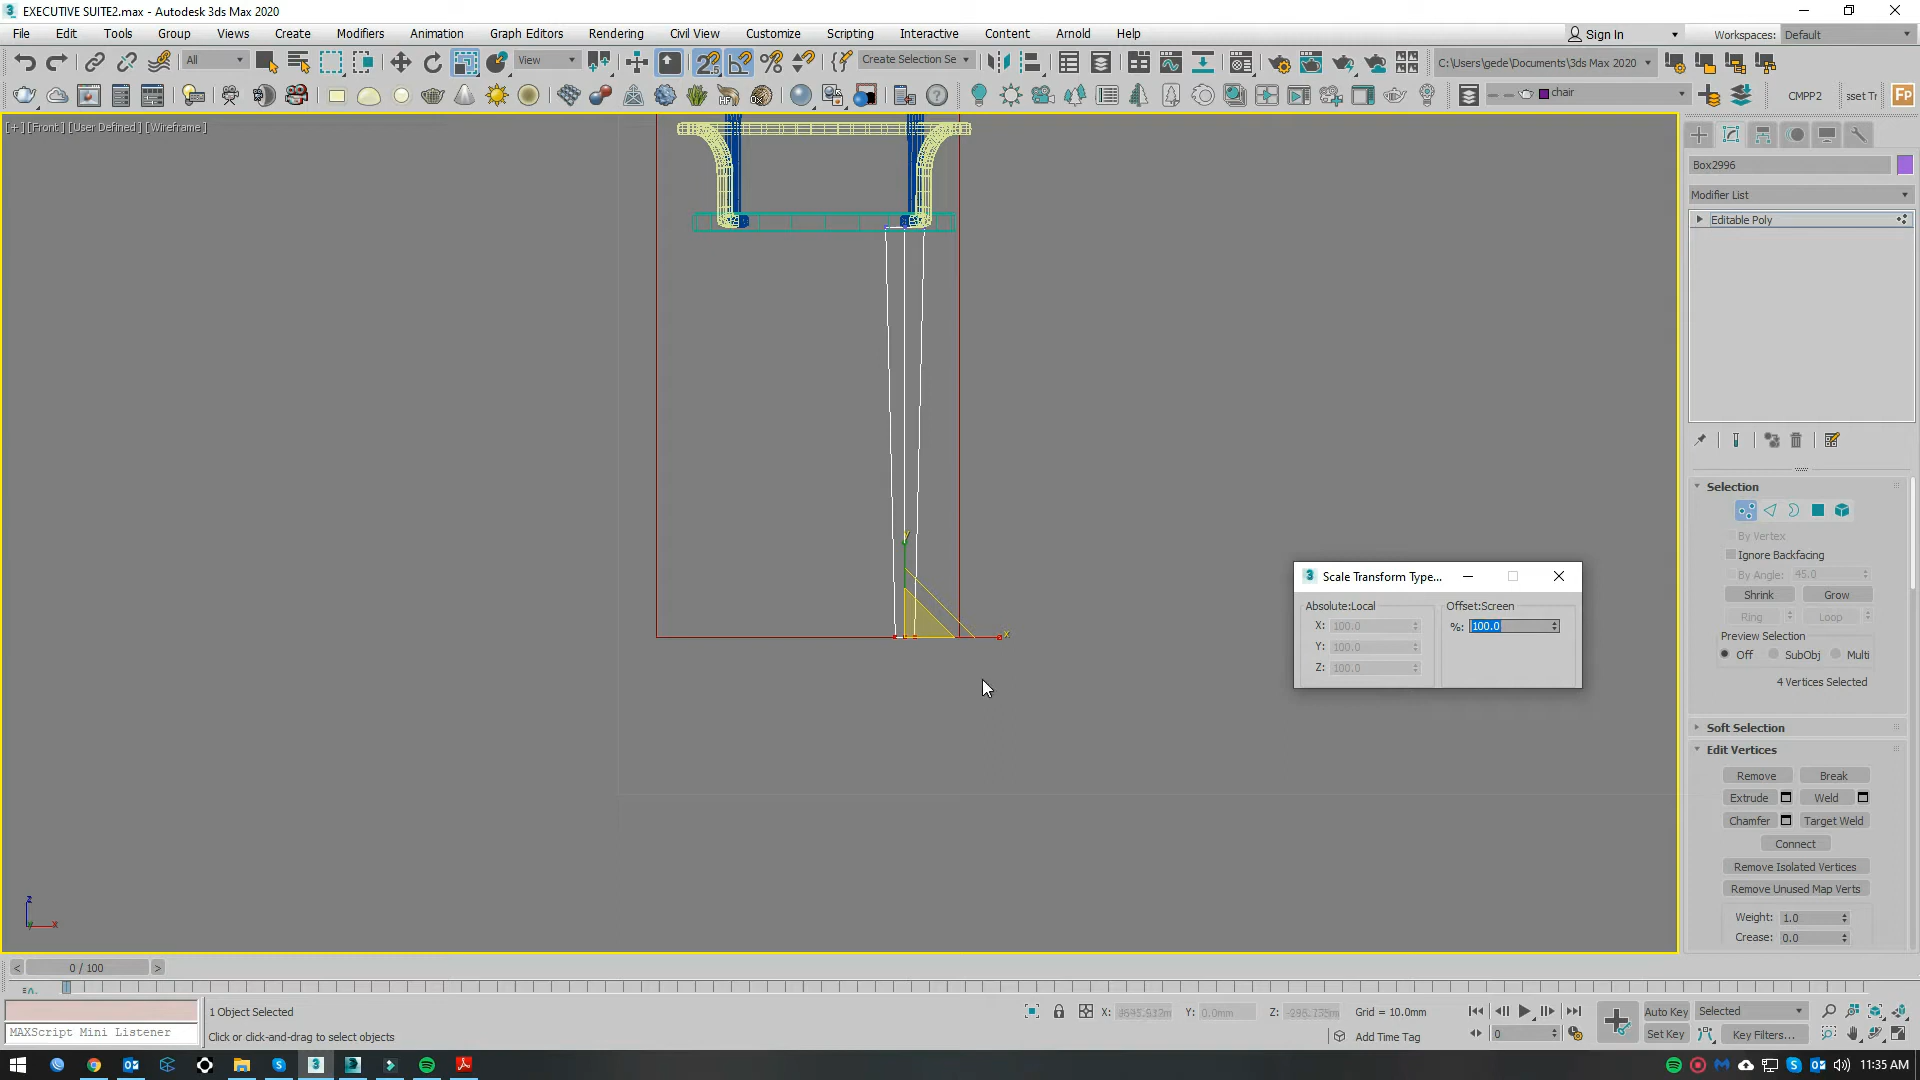 EXECUTIVE SUITE2.max - Autodesk 3ds Max 2020
File Edit Tools Group Views Create Modifiers Animation Graph Editors Rendering Civil View Customize Scripting Interactive Content Arnold Help
Sign In
Workspaces: Default
All
View
Create Selection Se
C:\Users\gede\Documents\3ds Max 2020
chair
CMPP2
sset Tr
Fp
[+] [Front] [User Defined] [Wireframe]
Box2996
Modifier List
Editable Poly
Selection
By Vertex
Ignore Backfacing
By Angle: 45.0
Shrink Grow
Ring Loop
Preview Selection
Off SubObj Multi
4 Vertices Selected
Soft Selection
Edit Vertices
Remove Break
Extrude Weld
Chamfer Target Weld
Connect
Remove Isolated Vertices
Remove Unused Map Verts
Weight: 1.0
Crease: 0.0
Scale Transform Type...
Absolute:Local
X: 100.0
Y: 100.0
Z: 100.0
Offset:Screen
%: 100.0
y
x
z
x
0 / 100
MAXScript Mini Listener
1 Object Selected
Click or click-and-drag to select objects
Y: 0.0mm
Grid = 10.0mm
Add Time Tag
0
Auto Key Selected
Set Key Key Filters...
11:35 AM